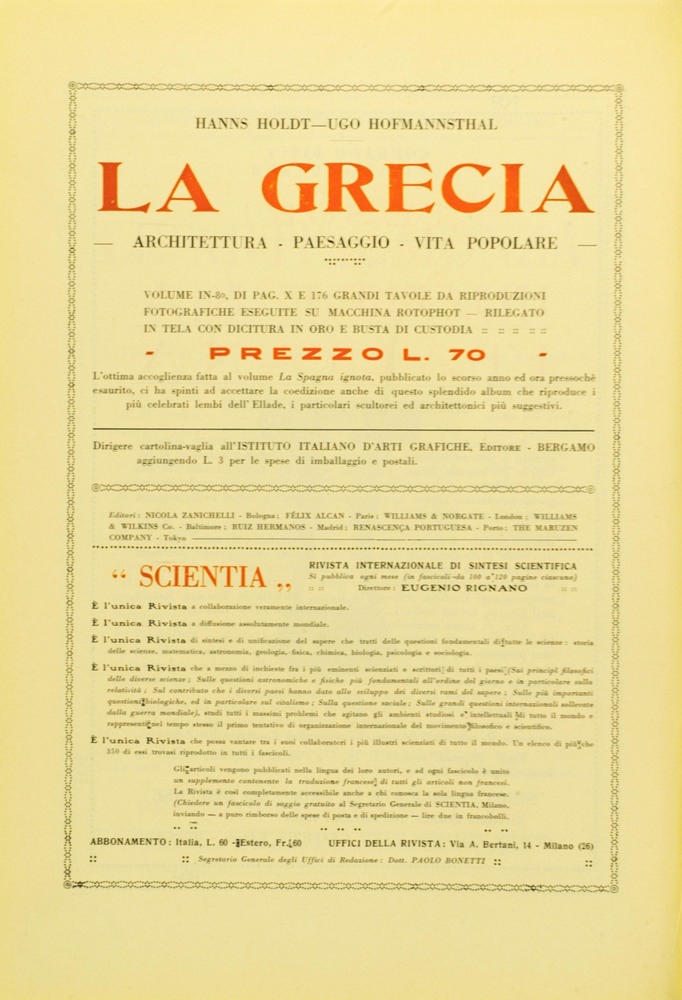 HANNS HOLDT—UGO HOFMANNSTHAL
LA GRECIA
— ARCHITETTURA - PAESAGGIO - VITA POPOLARE —
VOLUME IN-8º, DI PAG. X E 176 GRANDI TAVOLE DA RIPRODUZIONI
FOTOGRAFICHE ESEGUITE SU MACCHINA ROTOPHOT — RILEGATO
IN TELA CON DICITURA IN ORO E BUSTA DI CUSTODIA :: :: :: :: ::
- PREZZO L. 70 -
L'ottima accoglienza fatta al volume La Spagna ignota, pubblicato lo scorso anno ed ora pressochè
esaurito, ci ha spinti ad accettare la coedizione anche di questo splendido album che riproduce i
più celebrati lembi dell'Ellade, i particolari scultorei ed architettonici più suggestivi.
Dirigere cartolina-vaglia all'ISTITUTO ITALIANO D'ARTI GRAFICHE, EDITORE - BERGAMO
aggiungendo L. 3 per le spese di imballaggio e postali.
Editori: NICOLA ZANICHELLI - Bologna; FÉLIX ALCAN - Paris; WILLIAMS & NORGATE - London; WILLIAMS
& WILKINS Co. - Baltimore; RUIZ HERMANOS - Madrid; RENASCENÇA PORTUGUESA - Porto; THE MARUZEN
COMPANY - Tokyo
“ SCIENTIA „
RIVISTA INTERNAZIONALE DI SINTESI SCIENTIFICA
Si pubblica ogni mese (in fascicoli da 100 a 120 pagine ciascuno)
:: :: Direttore: EUGENIO RIGNANO :: ::
È l'unica Rivista a collaborazione veramente internazionale.
È l'unica Rivista a diffusione assolutamente mondiale.
È l'unica Rivista di sintesi e di unificazione del sapere che tratti delle questioni fondamentali di tutte le scienze: storia
delle scienze, matematica, astronomia, geologia, fisica, chimica, biologia, psicologia e sociologia.
È l'unica Rivista che a mezzo di inchieste fra i più eminenti scienziati e scrittori di tutti i paesi (Sui principî filosofici
delle diverse scienze; Sulle questioni astronomiche e fisiche più fondamentali all'ordine del giorno e in particolare sulla
relatività; Sul contributo che i diversi paesi hanno dato allo sviluppo dei diversi rami del sapere; Sulle più importanti
questioni biologiche, ed in particolare sul vitalismo; Sulla questione sociale; Sulle grandi questioni internazionali sollevate
dalla guerra mondiale), studi tutti i massimi problemi che agitano gli ambienti studiosi e intellettuali di tutto il mondo e
rappresenti nel tempo stesso il primo tentativo di organizzazione internazionale del movimento filosofico e scientifico.
È l'unica Rivista che possa vantare tra i suoi collaboratori i più illustri scienziati di tutto il mondo. Un elenco di più che
350 di essi trovasi riprodotto in tutti i fascicoli.
Gli articoli vengono pubblicati nella lingua dei loro autori, e ad ogni fascicolo è unito
un supplemento contenente la traduzione francese di tutti gli articoli non francesi.
La Rivista è così completamente accessibile anche a chi conosca la sola lingua francese.
(Chiedere un fascicolo di saggio gratuito al Segretario Generale di SCIENTIA, Milano,
inviando — a puro rimborso delle spese di posta e di spedizione — lire due in francobolli.
ABBONAMENTO: Italia, L. 60 - Estero, Fr. 60 UFFICI DELLA RIVISTA: Via A. Bertani, 14 - Milano (26)
:: Segretario Generale degli Uffici di Redazione: Dott. PAOLO BONETTI :: ::